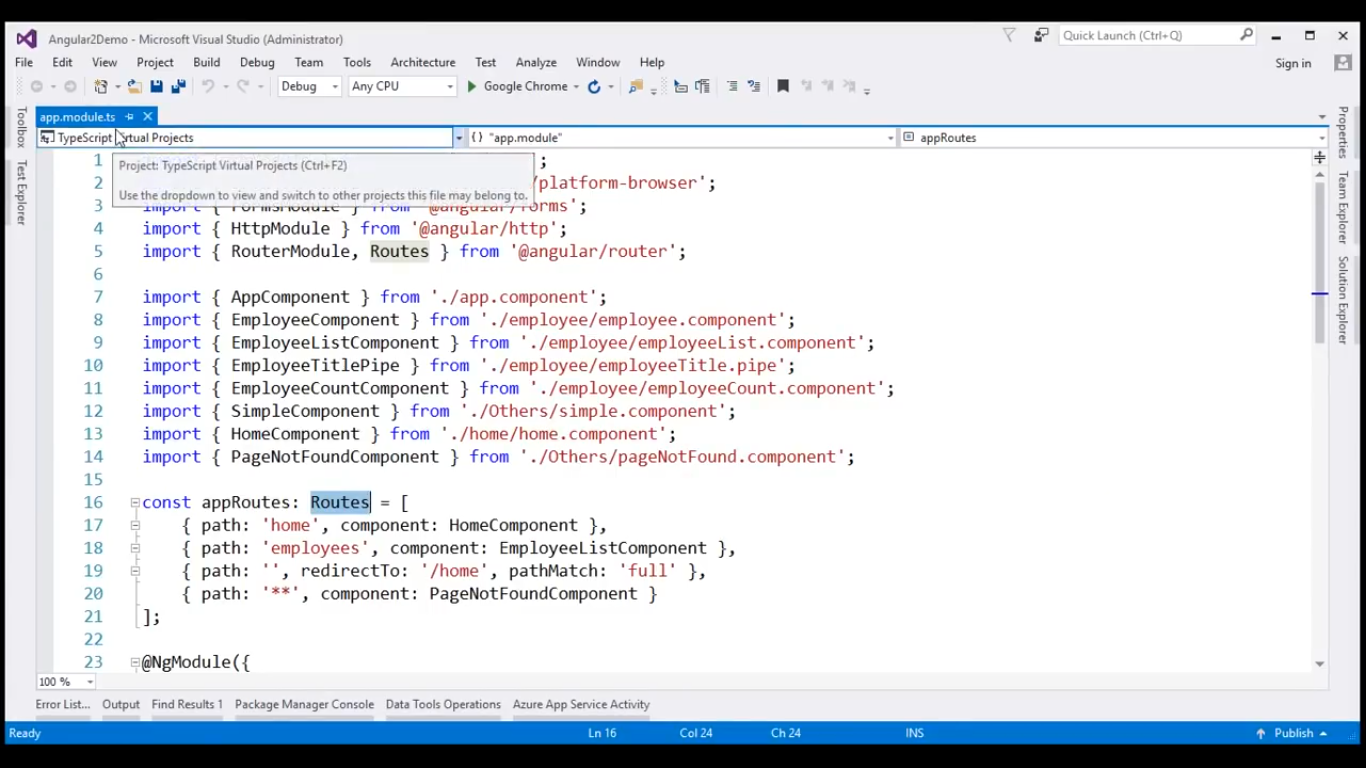 Angular2Demo - Microsoft Visual Studio (Administrator)
Quick Launch (Ctrl+Q)
File Edit View Project Build Debug Team Tools Architecture Test Analyze Window Help
Sign in
Debug Any CPU Google Chrome
app.module.ts
TypeScript Virtual Projects {} "app.module" appRoutes
Project: TypeScript Virtual Projects (Ctrl+F2)
Use the dropdown to view and switch to other projects this file may belong to.
Toolbox
Test Explorer
Properties
Team Explorer
Solution Explorer
1 ;
2 /platform-browser';
3 import { FormsModule } from '@angular/forms';
4 import { HttpModule } from '@angular/http';
5 import { RouterModule, Routes } from '@angular/router';
6
7 import { AppComponent } from './app.component';
8 import { EmployeeComponent } from './employee/employee.component';
9 import { EmployeeListComponent } from './employee/employeeList.component';
10 import { EmployeeTitlePipe } from './employee/employeeTitle.pipe';
11 import { EmployeeCountComponent } from './employee/employeeCount.component';
12 import { SimpleComponent } from './Others/simple.component';
13 import { HomeComponent } from './home/home.component';
14 import { PageNotFoundComponent } from './Others/pageNotFound.component';
15
16 const appRoutes: Routes = [
17 { path: 'home', component: HomeComponent },
18 { path: 'employees', component: EmployeeListComponent },
19 { path: '', redirectTo: '/home', pathMatch: 'full' },
20 { path: '**', component: PageNotFoundComponent }
21 ];
22
23 @NgModule({
100 %
Error List... Output Find Results 1 Package Manager Console Data Tools Operations Azure App Service Activity
Ready Ln 16 Col 24 Ch 24 INS Publish